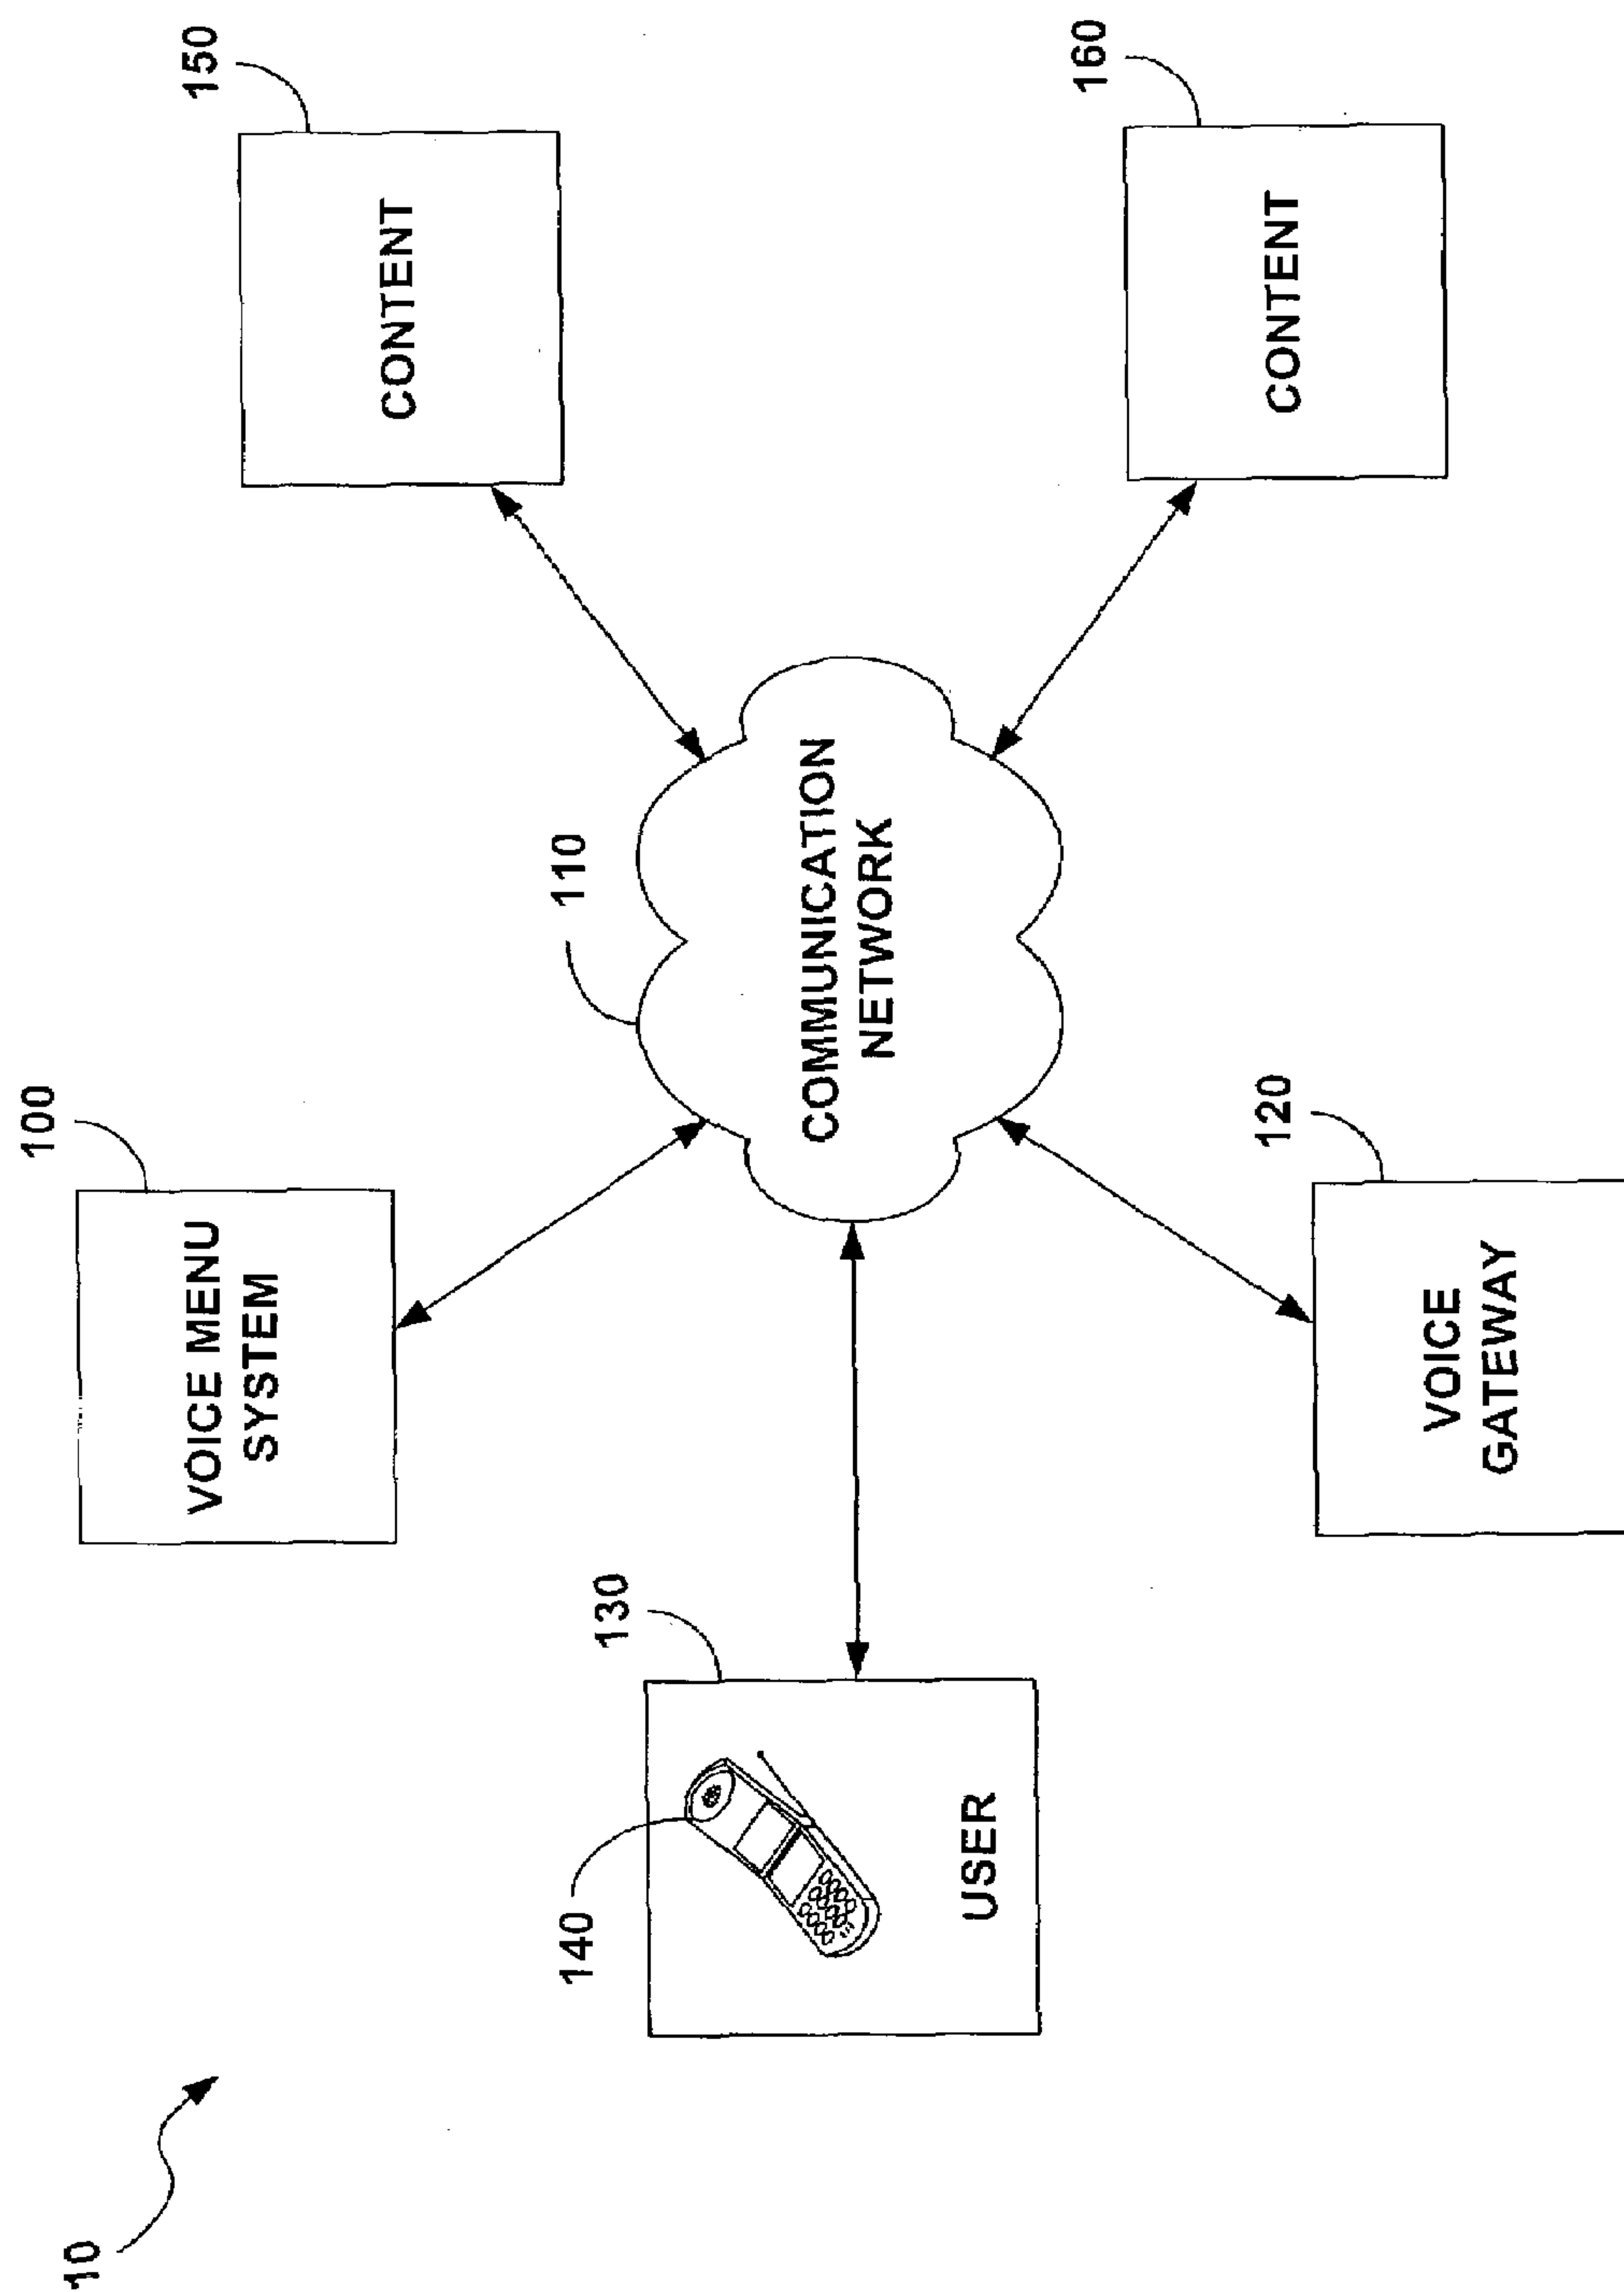 10
100
VOICE MENU
SYSTEM
150
CONTENT
110
COMMUNICATION
NETWORK
130
140
USER
120
VOICE
GATEWAY
160
CONTENT